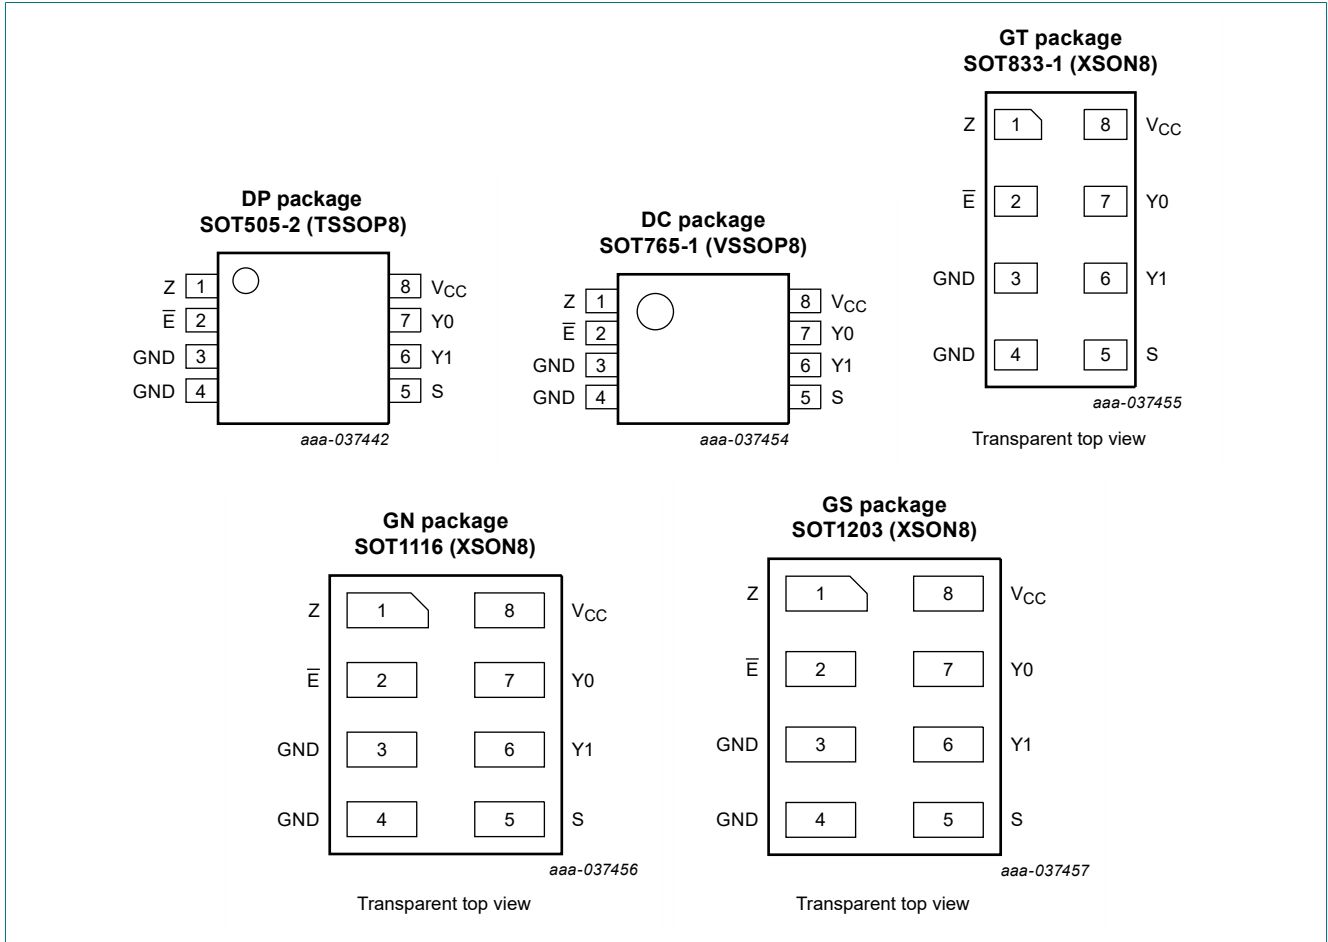 GT package
SOT833-1 (XSON8)
Z 1 8 VCC
E̅ 2 7 Y0
GND 3 6 Y1
GND 4 5 S
aaa-037455
Transparent top view
DP package
SOT505-2 (TSSOP8)
Z 1 8 VCC
E̅ 2 7 Y0
GND 3 6 Y1
GND 4 5 S
aaa-037442
DC package
SOT765-1 (VSSOP8)
Z 1 8 VCC
E̅ 2 7 Y0
GND 3 6 Y1
GND 4 5 S
aaa-037454
GN package
SOT1116 (XSON8)
Z 1 8 VCC
E̅ 2 7 Y0
GND 3 6 Y1
GND 4 5 S
aaa-037456
Transparent top view
GS package
SOT1203 (XSON8)
Z 1 8 VCC
E̅ 2 7 Y0
GND 3 6 Y1
GND 4 5 S
aaa-037457
Transparent top view